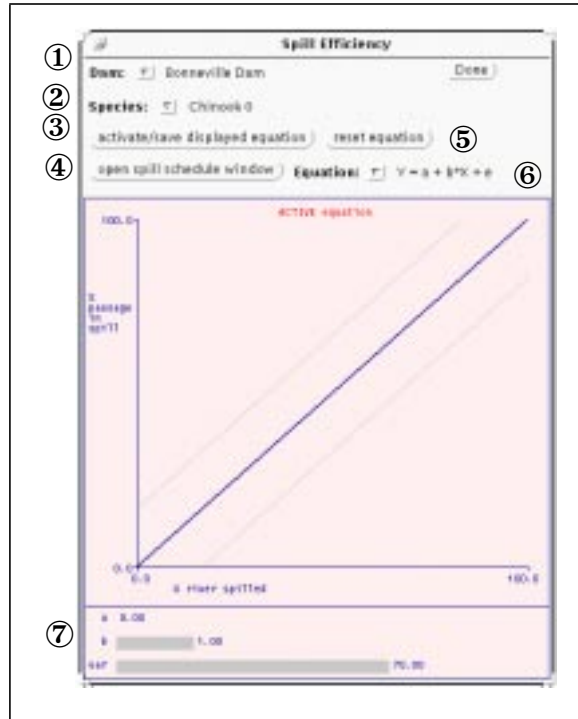 Spill Efficiency
①
Dam: Bonneville Dam Done
②
Species: Chinook 0
③ activate/save displayed equation reset equation ⑤
④ open spill schedule window Equation: Y = a + b*X + e ⑥
ACTIVE equation
100.0
%
passage
in
spill
0.0
0.0 100.0
% river spilled
⑦
a 0.00
b 1.00
var 70.00